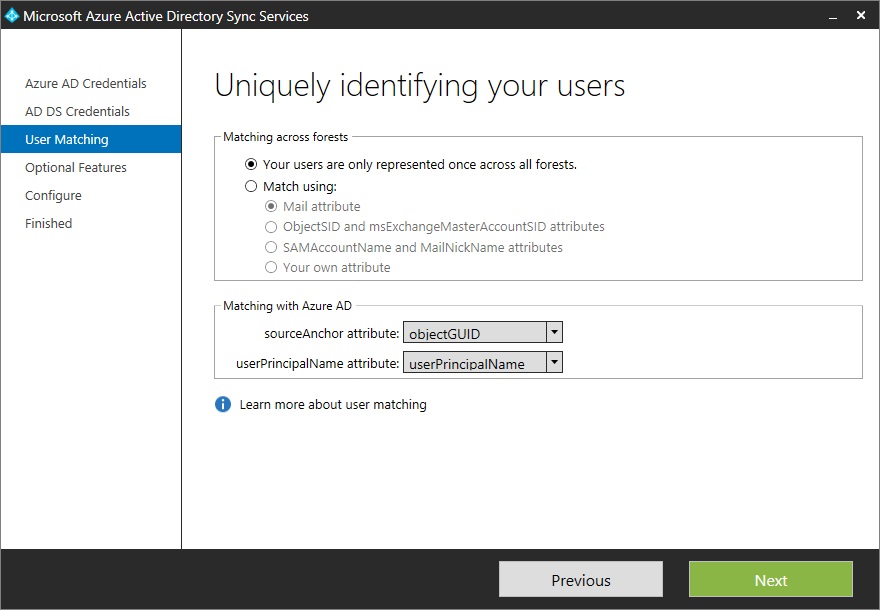 Microsoft Azure Active Directory Sync Services
Azure AD Credentials
AD DS Credentials
User Matching
Optional Features
Configure
Finished
Uniquely identifying your users
Matching across forests
Your users are only represented once across all forests.
Match using:
Mail attribute
ObjectSID and msExchangeMasterAccountSID attributes
SAMAccountName and MailNickName attributes
Your own attribute
Matching with Azure AD
sourceAnchor attribute: objectGUID
userPrincipalName attribute: userPrincipalName
Learn more about user matching
Previous Next